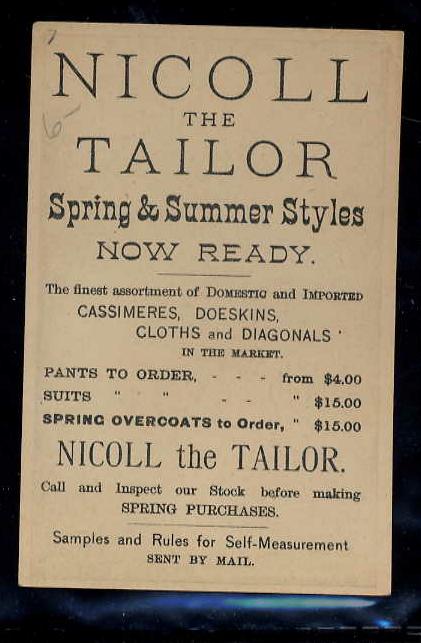 7
6-
NICOLL
THE
TAILOR
Spring & Summer Styles
NOW READY.
The finest assortment of DOMESTIC and IMPORTED
CASSIMERES, DOESKINS,
CLOTHS and DIAGONALS
IN THE MARKET.
PANTS TO ORDER, - - - from $4.00
SUITS " " - - " $15.00
SPRING OVERCOATS to Order, " $15.00
NICOLL the TAILOR.
Call and Inspect our Stock before making
SPRING PURCHASES.
Samples and Rules for Self-Measurement
SENT BY MAIL.